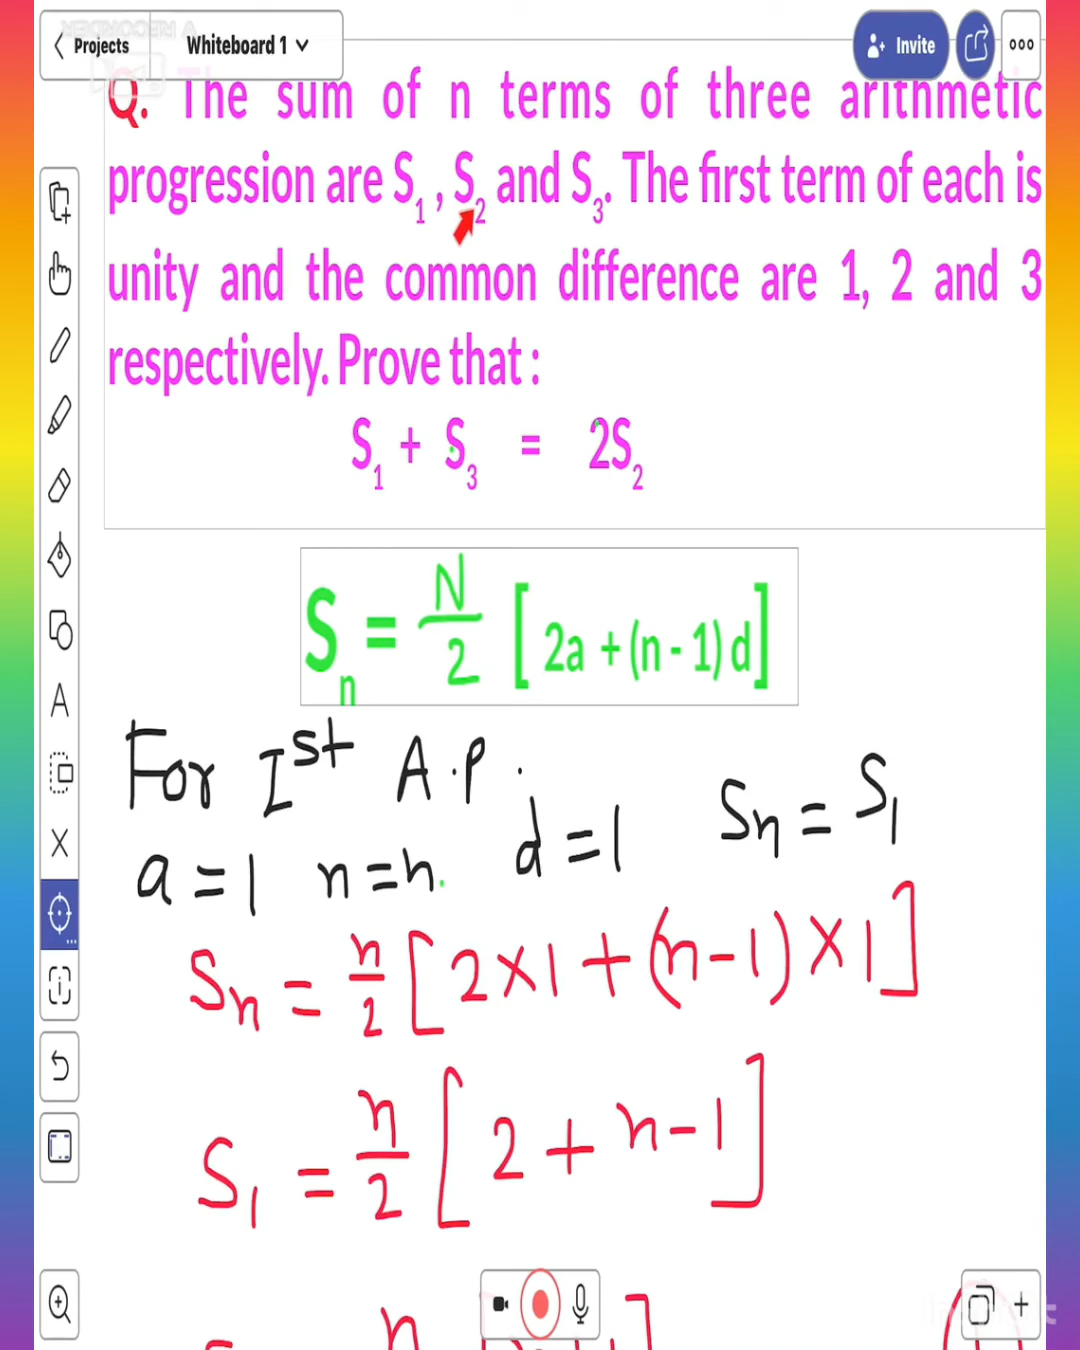 Projects Whiteboard 1 Invite
Q. The sum of n terms of three arithmetic
progression are S1 , S2 and S3. The first term of each is
unity and the common difference are 1, 2 and 3
respectively. Prove that :
S1 + S3 = 2S2
Sn = N/2 [ 2a + (n - 1) d]
For Ist A.P.
a = 1 n = n. d = 1 Sn = S1
Sn = n/2 [2×1+(n-1)×1]
S1 = n/2 [2 + n-1]